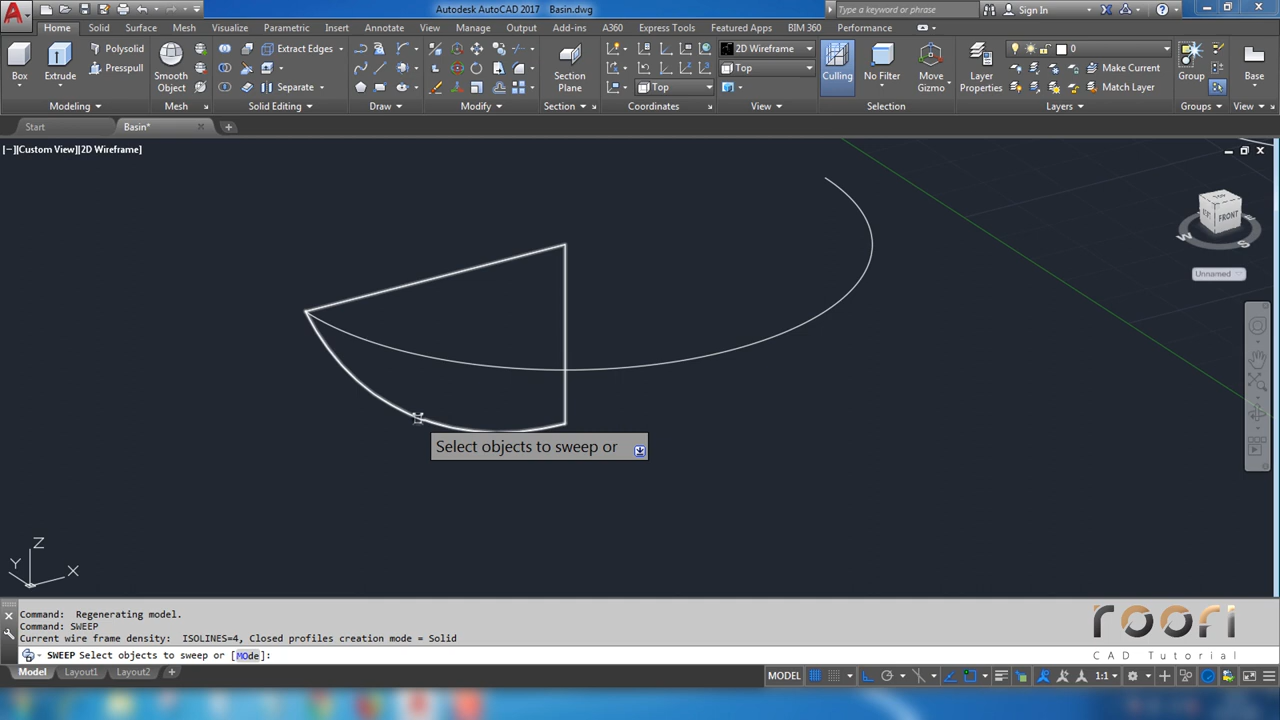 Autodesk AutoCAD 2017 Basin.dwg
Type a keyword or phrase
Sign In
Home Solid Surface Mesh Visualize Parametric Insert Annotate View Manage Output Add-ins A360 Express Tools Featured Apps BIM 360 Performance
Box
Extrude
Polysolid
Presspull
Smooth
Object
Extract Edges
Separate
Section
Plane
2D Wireframe
Top
Top
Culling
No Filter
Move
Gizmo
Layer
Properties
0
Make Current
Match Layer
Group
Base
Modeling
Mesh
Solid Editing
Draw
Modify
Section
Coordinates
View
Selection
Layers
Groups
View
Start
Basin*
[−][Custom View][2D Wireframe]
FRONT
W
S
Unnamed
Select objects to sweep or
Z
Y
X
Command: Regenerating model.
Command: SWEEP
Current wire frame density: ISOLINES=4, Closed profiles creation mode = Solid
SWEEP Select objects to sweep or [MOde]:
roori
CAD Tutorial
Model Layout1 Layout2
MODEL
1:1